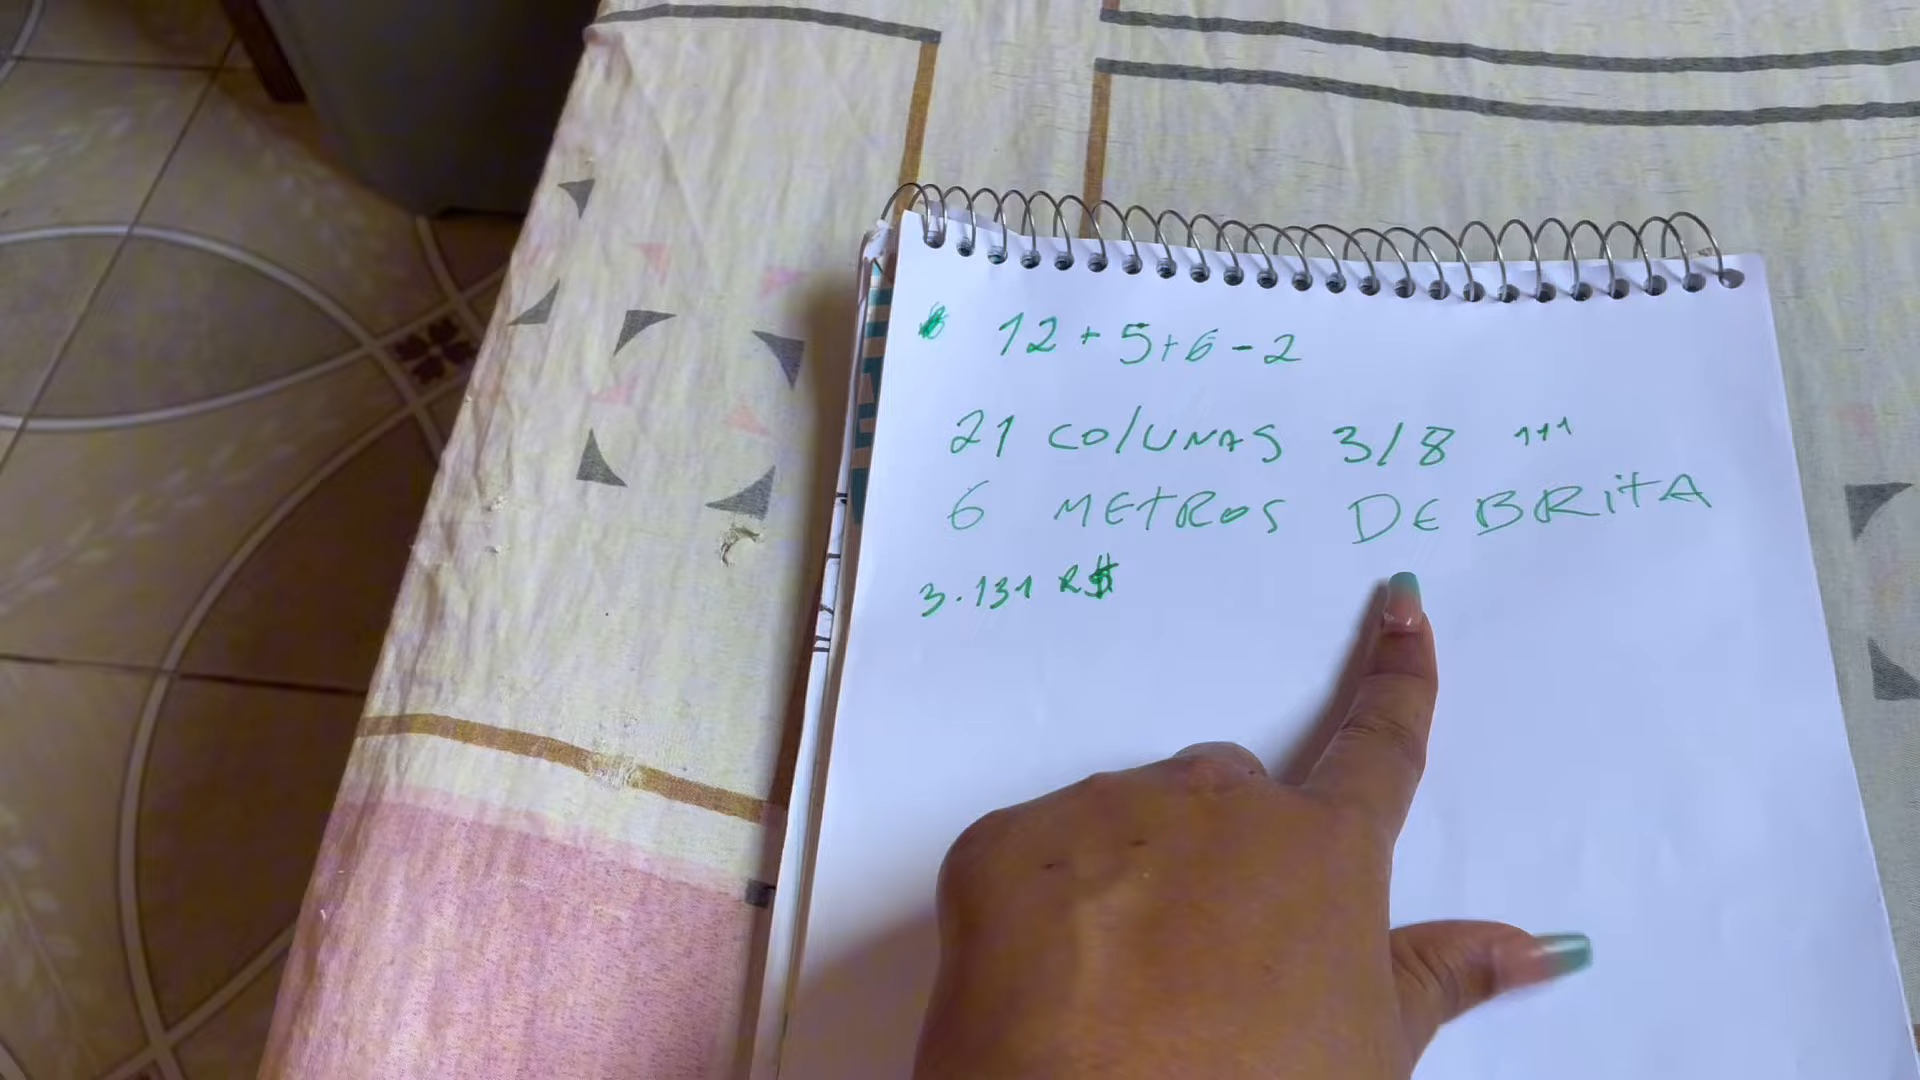 12 + 5 + 6 - 2
21 COLUNAS 3/8
6 METROS DE BRITA
3.131 R$